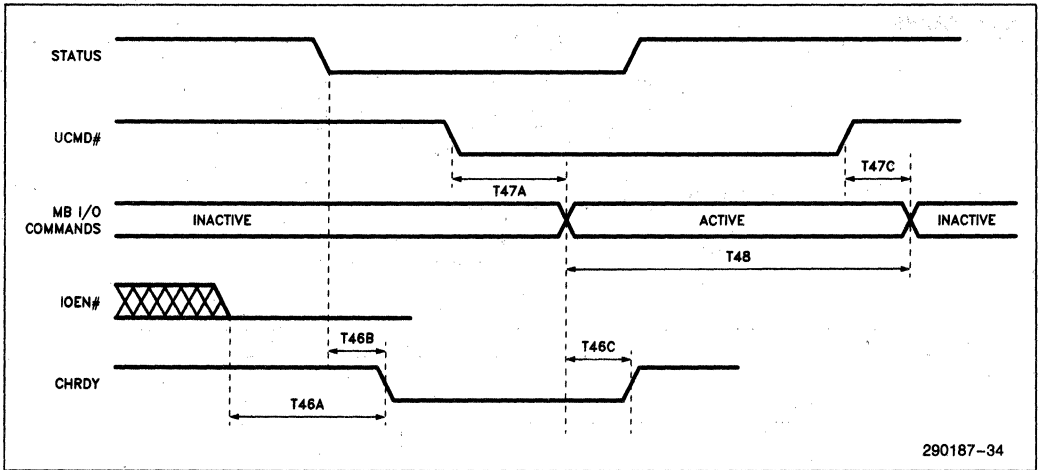 STATUS
UCMD#
T47A
T47C
MB I/O
COMMANDS
INACTIVE
ACTIVE
INACTIVE
T48
IOEN#
T46B
T46C
CHRDY
T46A
290187-34